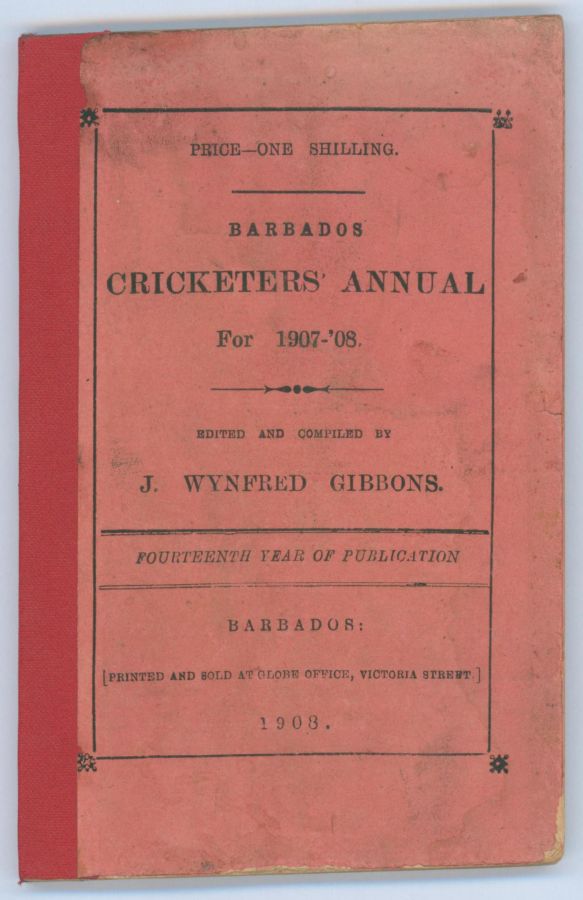 PRICE—ONE SHILLING.
BARBADOS
CRICKETERS' ANNUAL
For 1907-'08.
EDITED AND COMPILED BY
J. WYNFRED GIBBONS.
FOURTEENTH YEAR OF PUBLICATION
BARBADOS:
[PRINTED AND SOLD AT GLOBE OFFICE, VICTORIA STREET.]
1908.